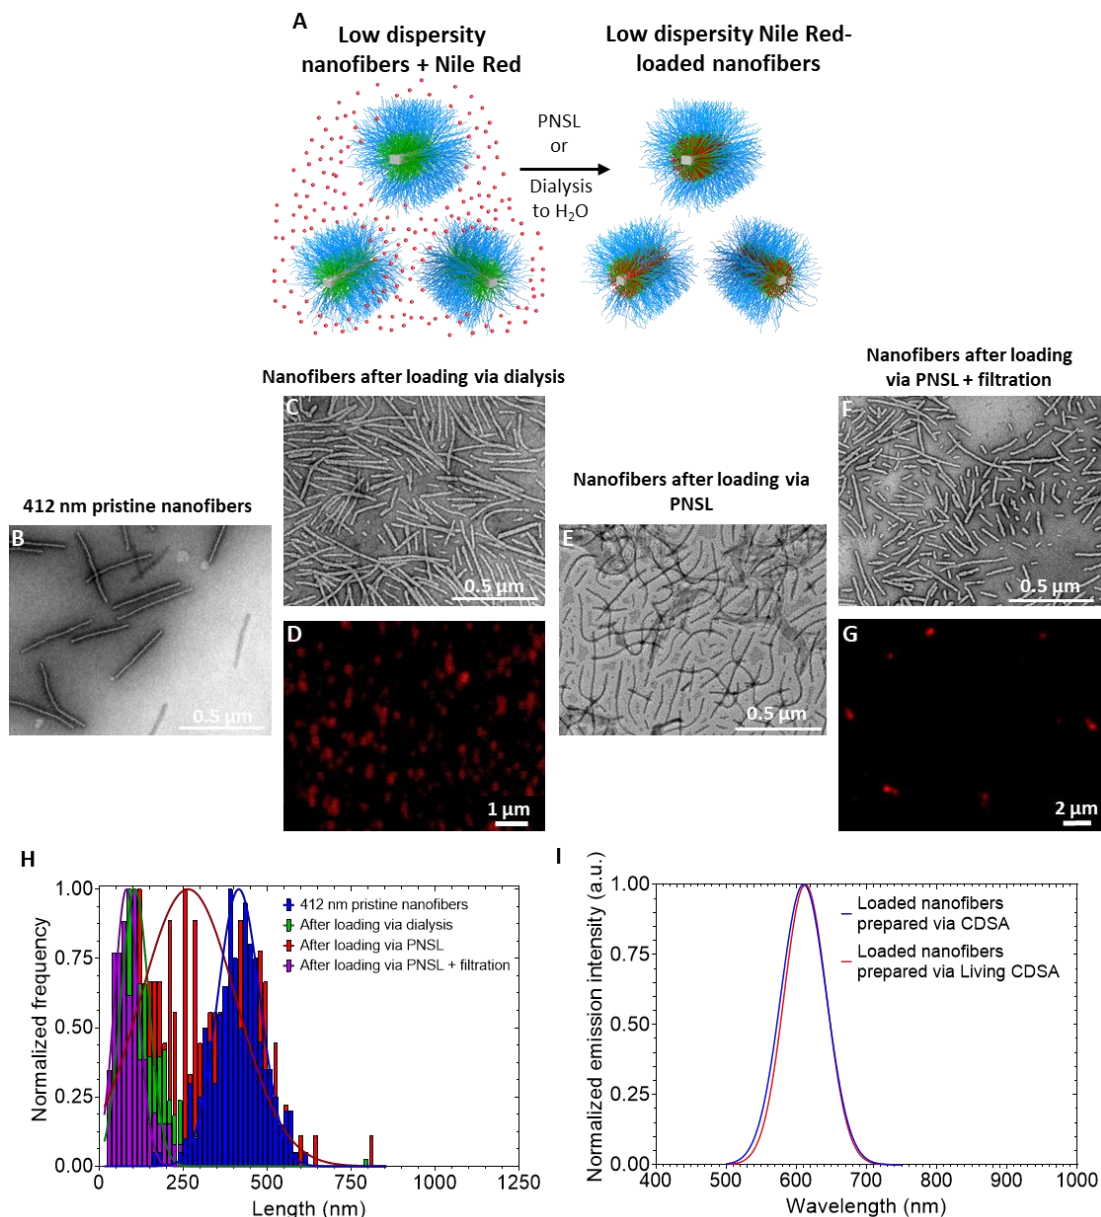 A
Low dispersity
nanofibers + Nile Red
Low dispersity Nile Red-
loaded nanofibers
PNSL
or
Dialysis
to H₂O
Nanofibers after loading via dialysis
Nanofibers after loading
via PNSL + filtration
412 nm pristine nanofibers
Nanofibers after loading via
PNSL
B
0.5 µm
C
0.5 µm
D
1 µm
E
0.5 µm
F
0.5 µm
G
2 µm
H
Normalized frequency
1.00
0.75
0.50
0.25
0.00
0 250 500 750 1000 1250
Length (nm)
412 nm pristine nanofibers
After loading via dialysis
After loading via PNSL
After loading via PNSL + filtration
I
Normalized emission intensity (a.u.)
1.00
0.75
0.50
0.25
0.00
400 500 600 700 800 900 1000
Wavelength (nm)
Loaded nanofibers
prepared via CDSA
Loaded nanofibers
prepared via Living CDSA